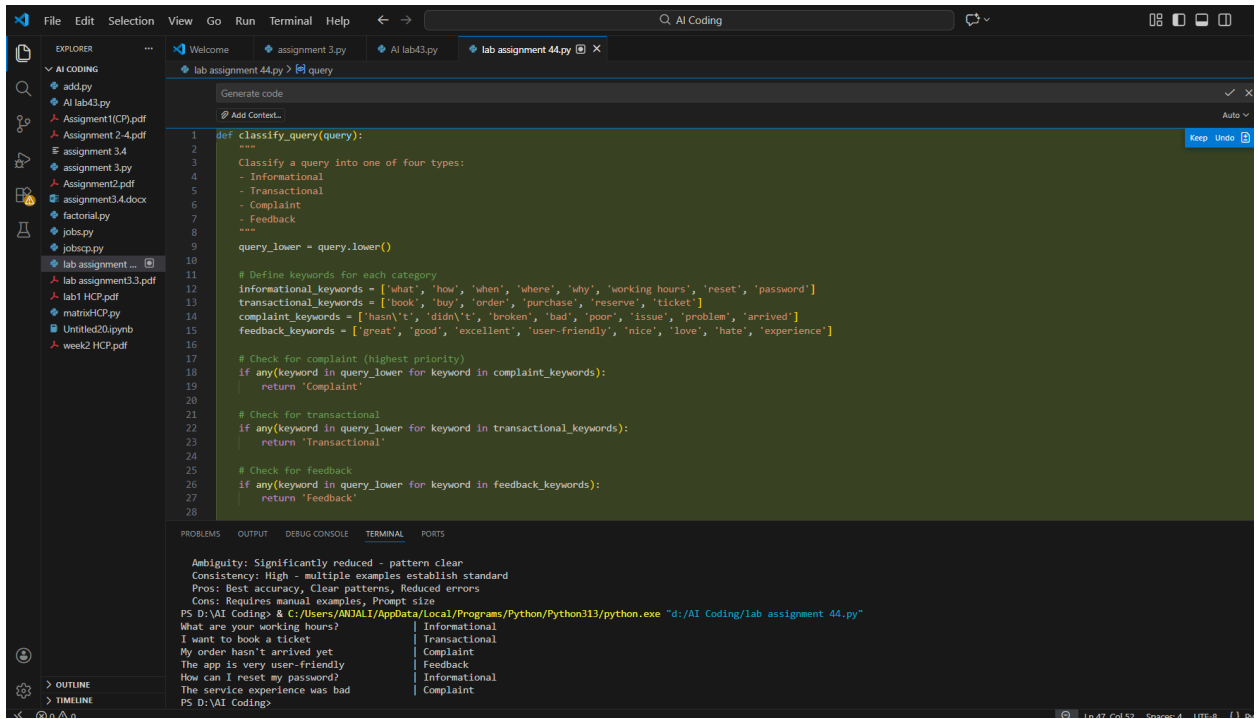 File Edit Selection View Go Run Terminal Help
AI Coding
EXPLORER
AI CODING
add.py
AI lab43.py
Assigment1(CP).pdf
Assignment 2-4.pdf
assignment 3.4
assignment 3.py
Assignment2.pdf
assignment3.4.docx
factorial.py
jobs.py
jobscp.py
lab assignment ...
lab assignment3.3.pdf
lab1 HCP.pdf
matrixHCP.py
Untitled20.ipynb
week2 HCP.pdf
OUTLINE
TIMELINE
Welcome assignment 3.py AI lab43.py lab assignment 44.py
lab assignment 44.py > query
Generate code
Add Context...
Auto
Keep Undo
1 def classify_query(query):
2 """
3 Classify a query into one of four types:
4 - Informational
5 - Transactional
6 - Complaint
7 - Feedback
8 """
9 query_lower = query.lower()
10
11 # Define keywords for each category
12 informational_keywords = ['what', 'how', 'when', 'where', 'why', 'working hours', 'reset', 'password']
13 transactional_keywords = ['book', 'buy', 'order', 'purchase', 'reserve', 'ticket']
14 complaint_keywords = ['hasn\'t', 'didn\'t', 'broken', 'bad', 'poor', 'issue', 'problem', 'arrived']
15 feedback_keywords = ['great', 'good', 'excellent', 'user-friendly', 'nice', 'love', 'hate', 'experience']
16
17 # Check for complaint (highest priority)
18 if any(keyword in query_lower for keyword in complaint_keywords):
19 return 'Complaint'
20
21 # Check for transactional
22 if any(keyword in query_lower for keyword in transactional_keywords):
23 return 'Transactional'
24
25 # Check for feedback
26 if any(keyword in query_lower for keyword in feedback_keywords):
27 return 'Feedback'
28
PROBLEMS OUTPUT DEBUG CONSOLE TERMINAL PORTS
Ambiguity: Significantly reduced - pattern clear
Consistency: High - multiple examples establish standard
Pros: Best accuracy, Clear patterns, Reduced errors
Cons: Requires manual examples, Prompt size
PS D:\AI Coding> & C:/Users/ANJALI/AppData/Local/Programs/Python/Python313/python.exe "d:/AI Coding/lab assignment 44.py"
What are your working hours? | Informational
I want to book a ticket | Transactional
My order hasn't arrived yet | Complaint
The app is very user-friendly | Feedback
How can I reset my password? | Informational
The service experience was bad | Complaint
PS D:\AI Coding>
0 0
Ln 47, Col 52 Spaces: 4 UTF-8 {}